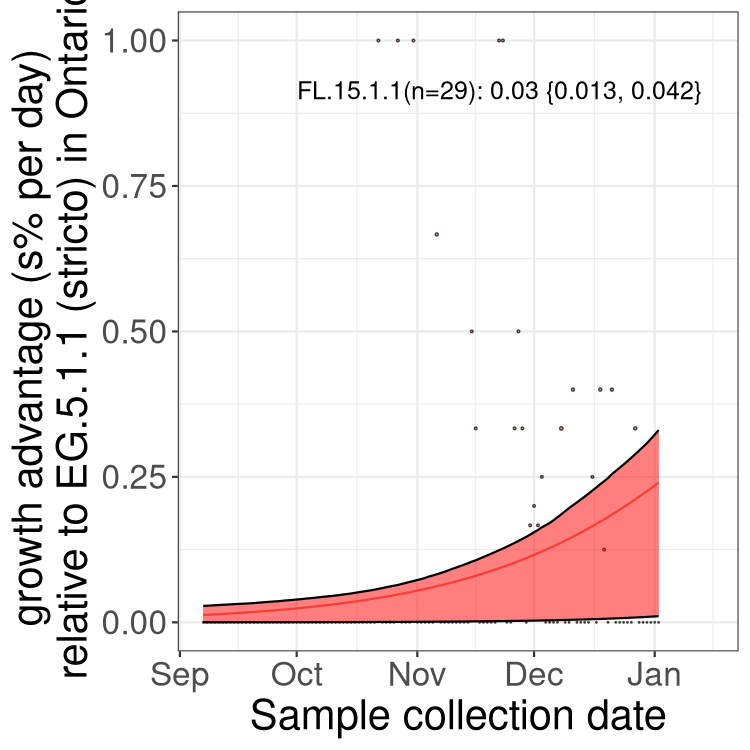 growth advantage (s% per day)
relative to EG.5.1.1 (stricto) in Ontario
1.00
0.75
0.50
0.25
0.00
FL.15.1.1(n=29): 0.03 {0.013, 0.042}
Sep Oct Nov Dec Jan
Sample collection date